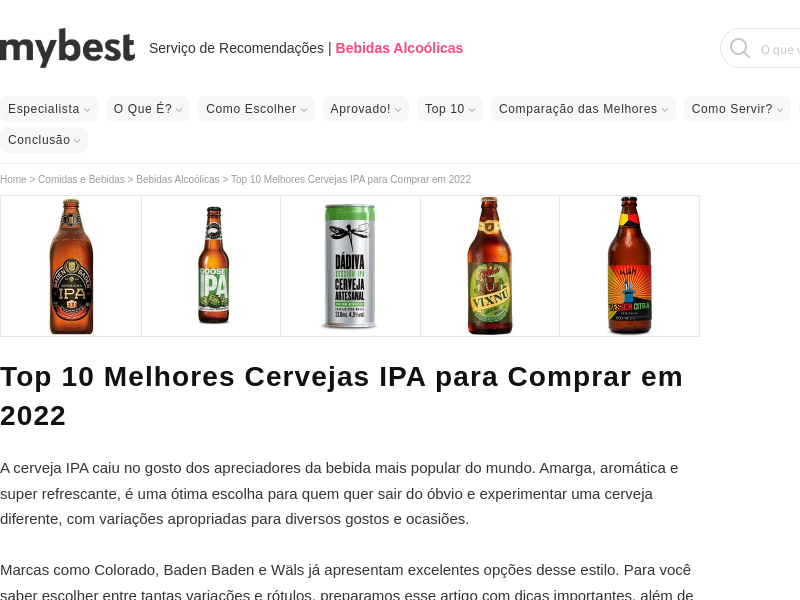 mybest Serviço de Recomendações | Bebidas Alcoólicas
O que v
Especialista O Que É? Como Escolher Aprovado! Top 10 Comparação das Melhores Como Servir?
Conclusão
Home > Comidas e Bebidas > Bebidas Alcoólicas > Top 10 Melhores Cervejas IPA para Comprar em 2022
BADEN BADEN
IPA
GOOSE
IPA
DÁDIVA
SESSION IPA
CERVEJA
ARTESANAL
VIXNÚ
SESSION CITRA
Top 10 Melhores Cervejas IPA para Comprar em
2022
A cerveja IPA caiu no gosto dos apreciadores da bebida mais popular do mundo. Amarga, aromática e
super refrescante, é uma ótima escolha para quem quer sair do óbvio e experimentar uma cerveja
diferente, com variações apropriadas para diversos gostos e ocasiões.
Marcas como Colorado, Baden Baden e Wäls já apresentam excelentes opções desse estilo. Para você
saber escolher entre tantas variações e rótulos, preparamos esse artigo com dicas importantes, além de